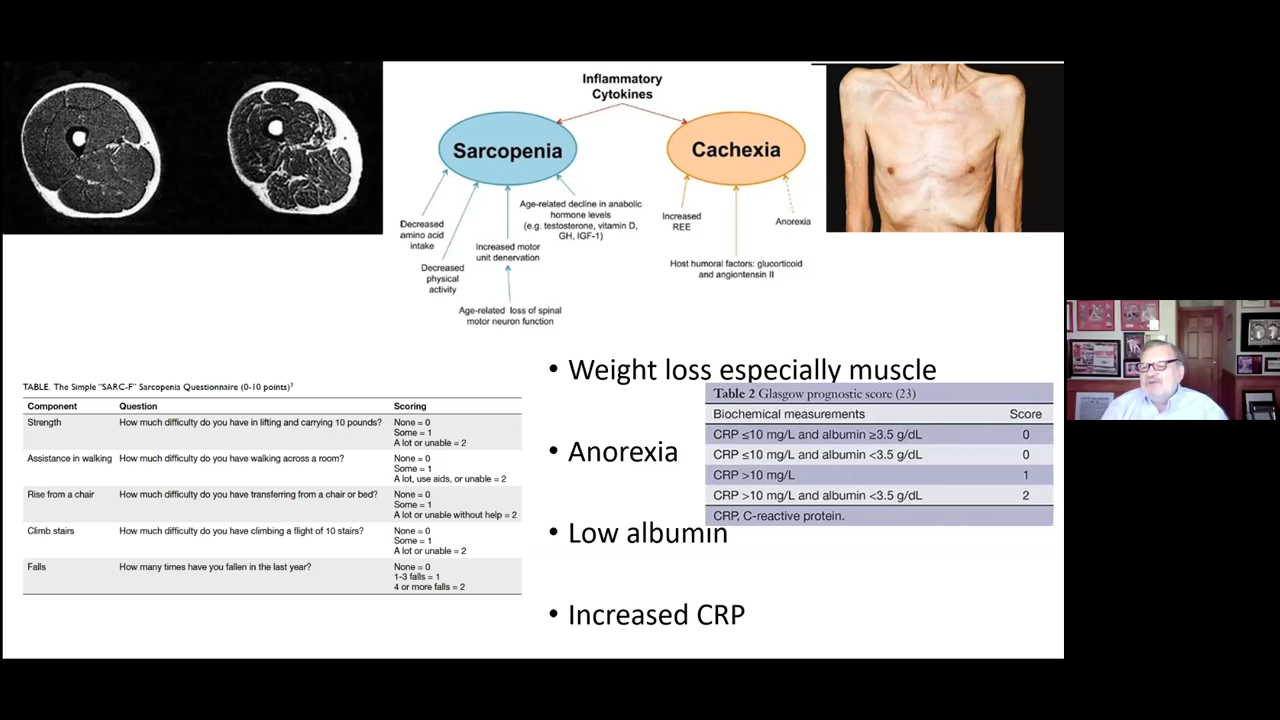 Inflammatory
Cytokines
Sarcopenia
Cachexia
Decreased
amino acid
intake
Decreased
physical
activity
Increased motor
unit denervation
Age-related loss of spinal
motor neuron function
Age-related decline in anabolic
hormone levels
(e.g. testosterone, vitamin D,
GH, IGF-1)
Increased
REE
Host humoral factors: glucorticoid
and angiontensin II
Anorexia
TABLE. The Simple "SARC-F" Sarcopenia Questionnaire (0-10 points)³
Component Question Scoring
Strength How much difficulty do you have in lifting and carrying 10 pounds? None = 0
Some = 1
A lot or unable = 2
Assistance in walking How much difficulty do you have walking across a room? None = 0
Some = 1
A lot, use aids, or unable = 2
Rise from a chair How much difficulty do you have transferring from a chair or bed? None = 0
Some = 1
A lot or unable without help = 2
Climb stairs How much difficulty do you have climbing a flight of 10 stairs? None = 0
Some = 1
A lot or unable = 2
Falls How many times have you fallen in the last year? None = 0
1-3 falls = 1
4 or more falls = 2
• Weight loss especially muscle
• Anorexia
• Low albumin
• Increased CRP
Table 2 Glasgow prognostic score (23)
Biochemical measurements Score
CRP ≤10 mg/L and albumin ≥3.5 g/dL 0
CRP ≤10 mg/L and albumin <3.5 g/dL 0
CRP >10 mg/L 1
CRP >10 mg/L and albumin <3.5 g/dL 2
CRP, C-reactive protein.